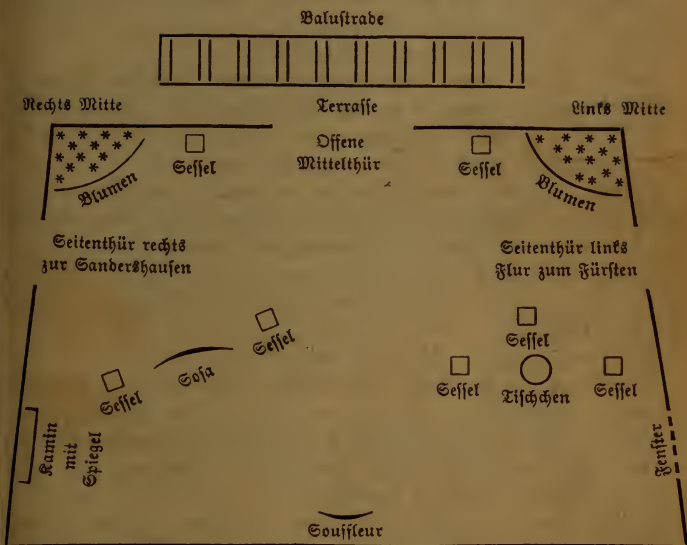 Balustrade
Rechts Mitte
Terrasse
Links Mitte
Offene
Mittelthür
Sessel
Sessel
Blumen
Blumen
Seitenthür rechts
zur Sandershausen
Seitenthür links
Flur zum Fürsten
Sessel
Sessel
Sofa
Sessel
Sessel
Tischchen
Sessel
Kamin
mit
Spiegel
Fenster
Souffleur